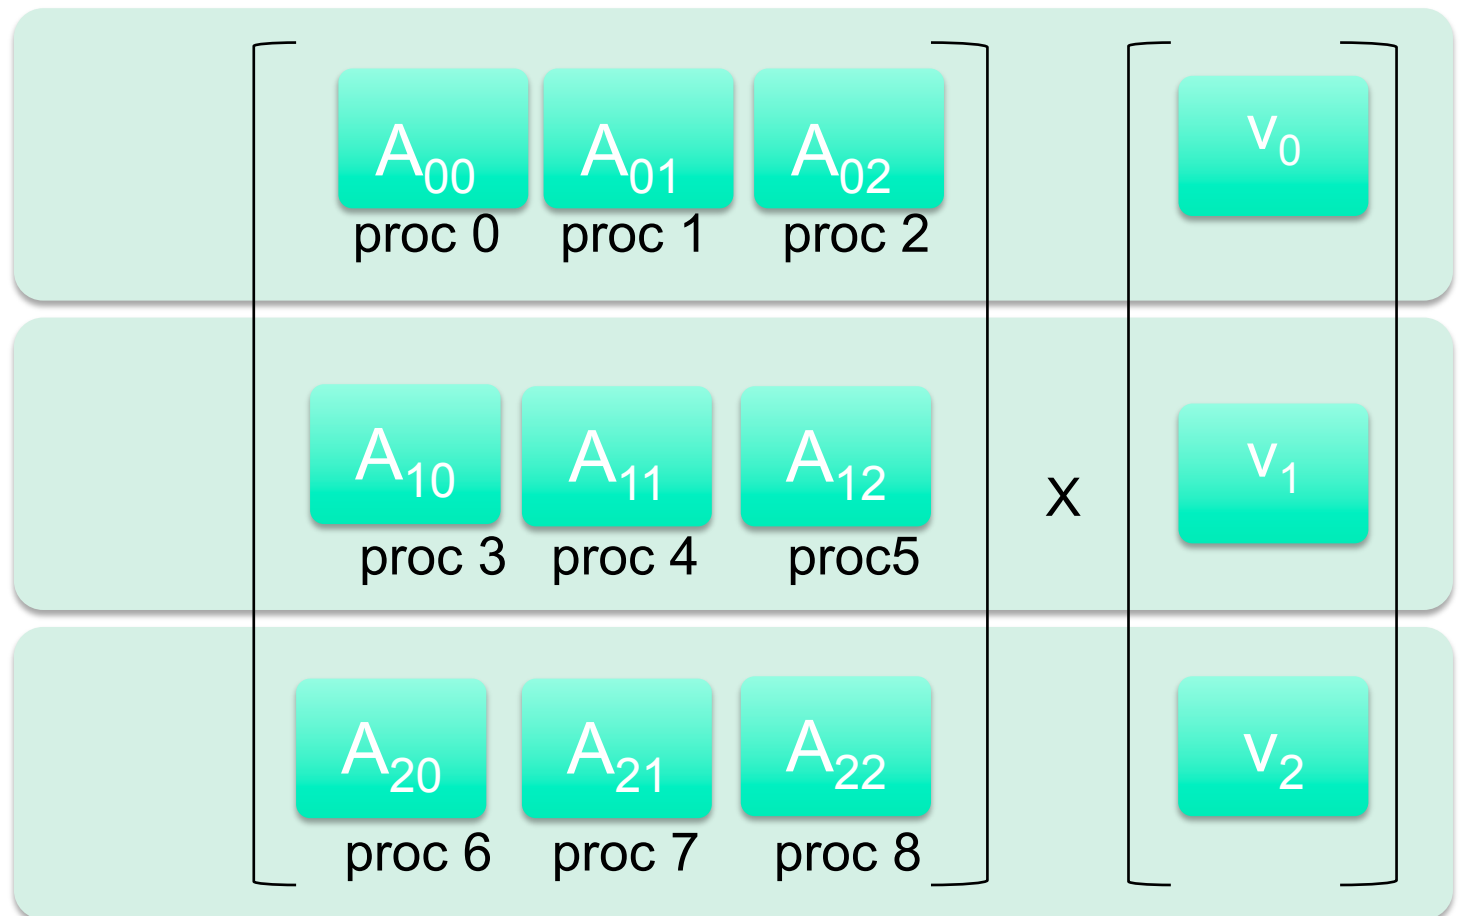 A00 A01 A02 v0
proc 0 proc 1 proc 2
A10 A11 A12 v1
X
proc 3 proc 4 proc5
A20 A21 A22 v2
proc 6 proc 7 proc 8